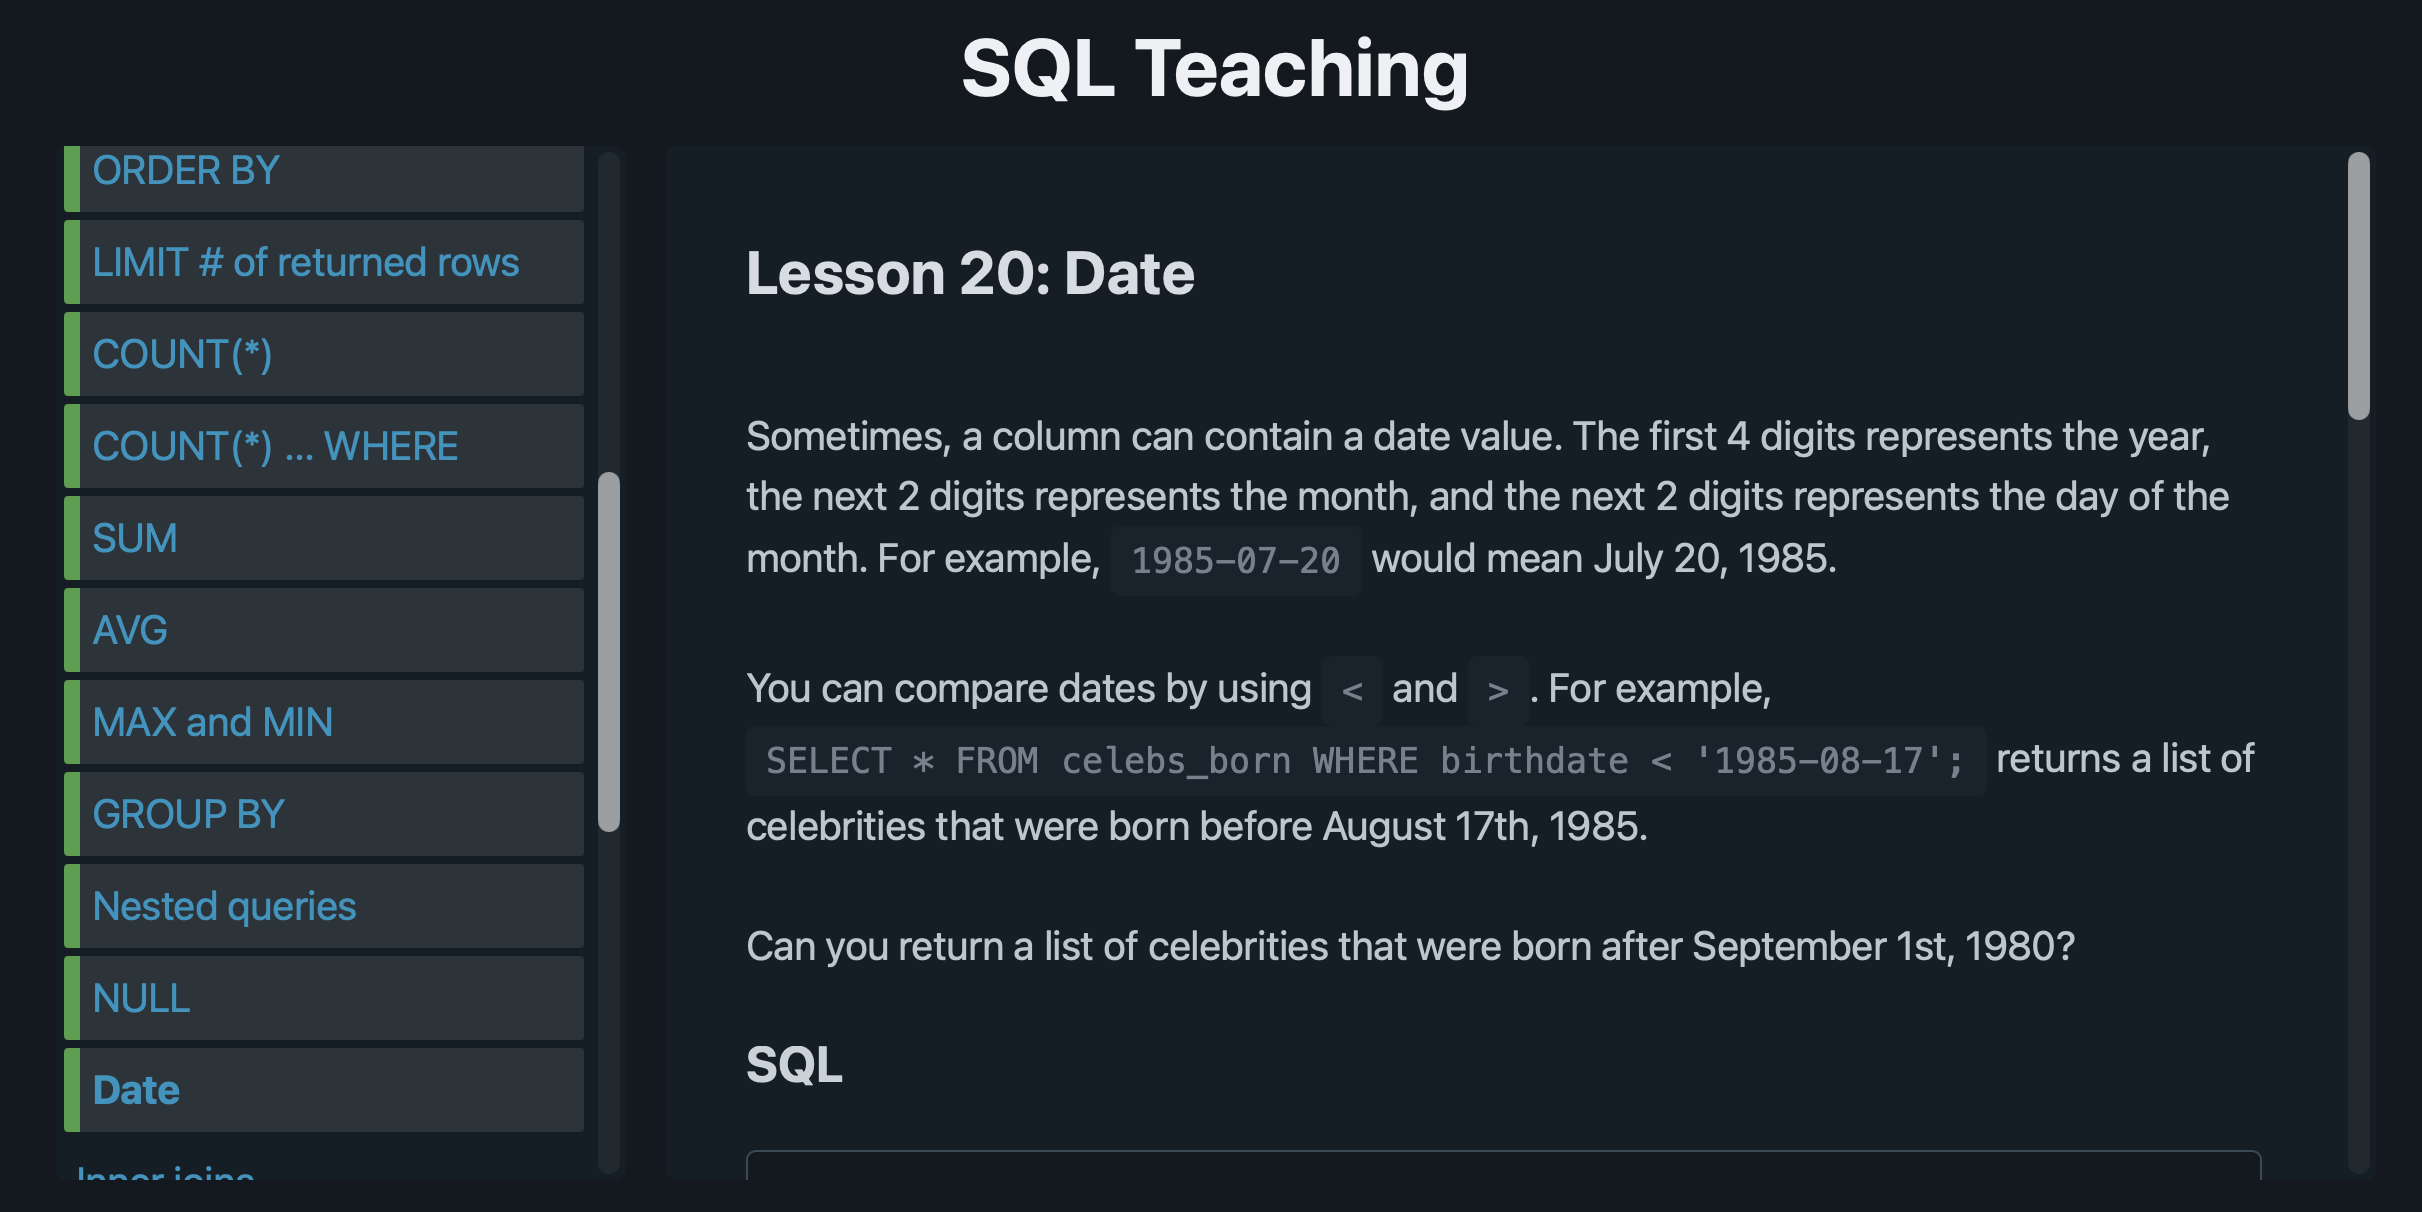 SQL Teaching
ORDER BY
LIMIT # of returned rows
COUNT(*)
COUNT(*) ... WHERE
SUM
AVG
MAX and MIN
GROUP BY
Nested queries
NULL
Date
Inner joins
Lesson 20: Date
Sometimes, a column can contain a date value. The first 4 digits represents the year,
the next 2 digits represents the month, and the next 2 digits represents the day of the
month. For example, 1985-07-20 would mean July 20, 1985.
You can compare dates by using < and > . For example,
SELECT * FROM celebs_born WHERE birthdate < '1985-08-17'; returns a list of
celebrities that were born before August 17th, 1985.
Can you return a list of celebrities that were born after September 1st, 1980?
SQL